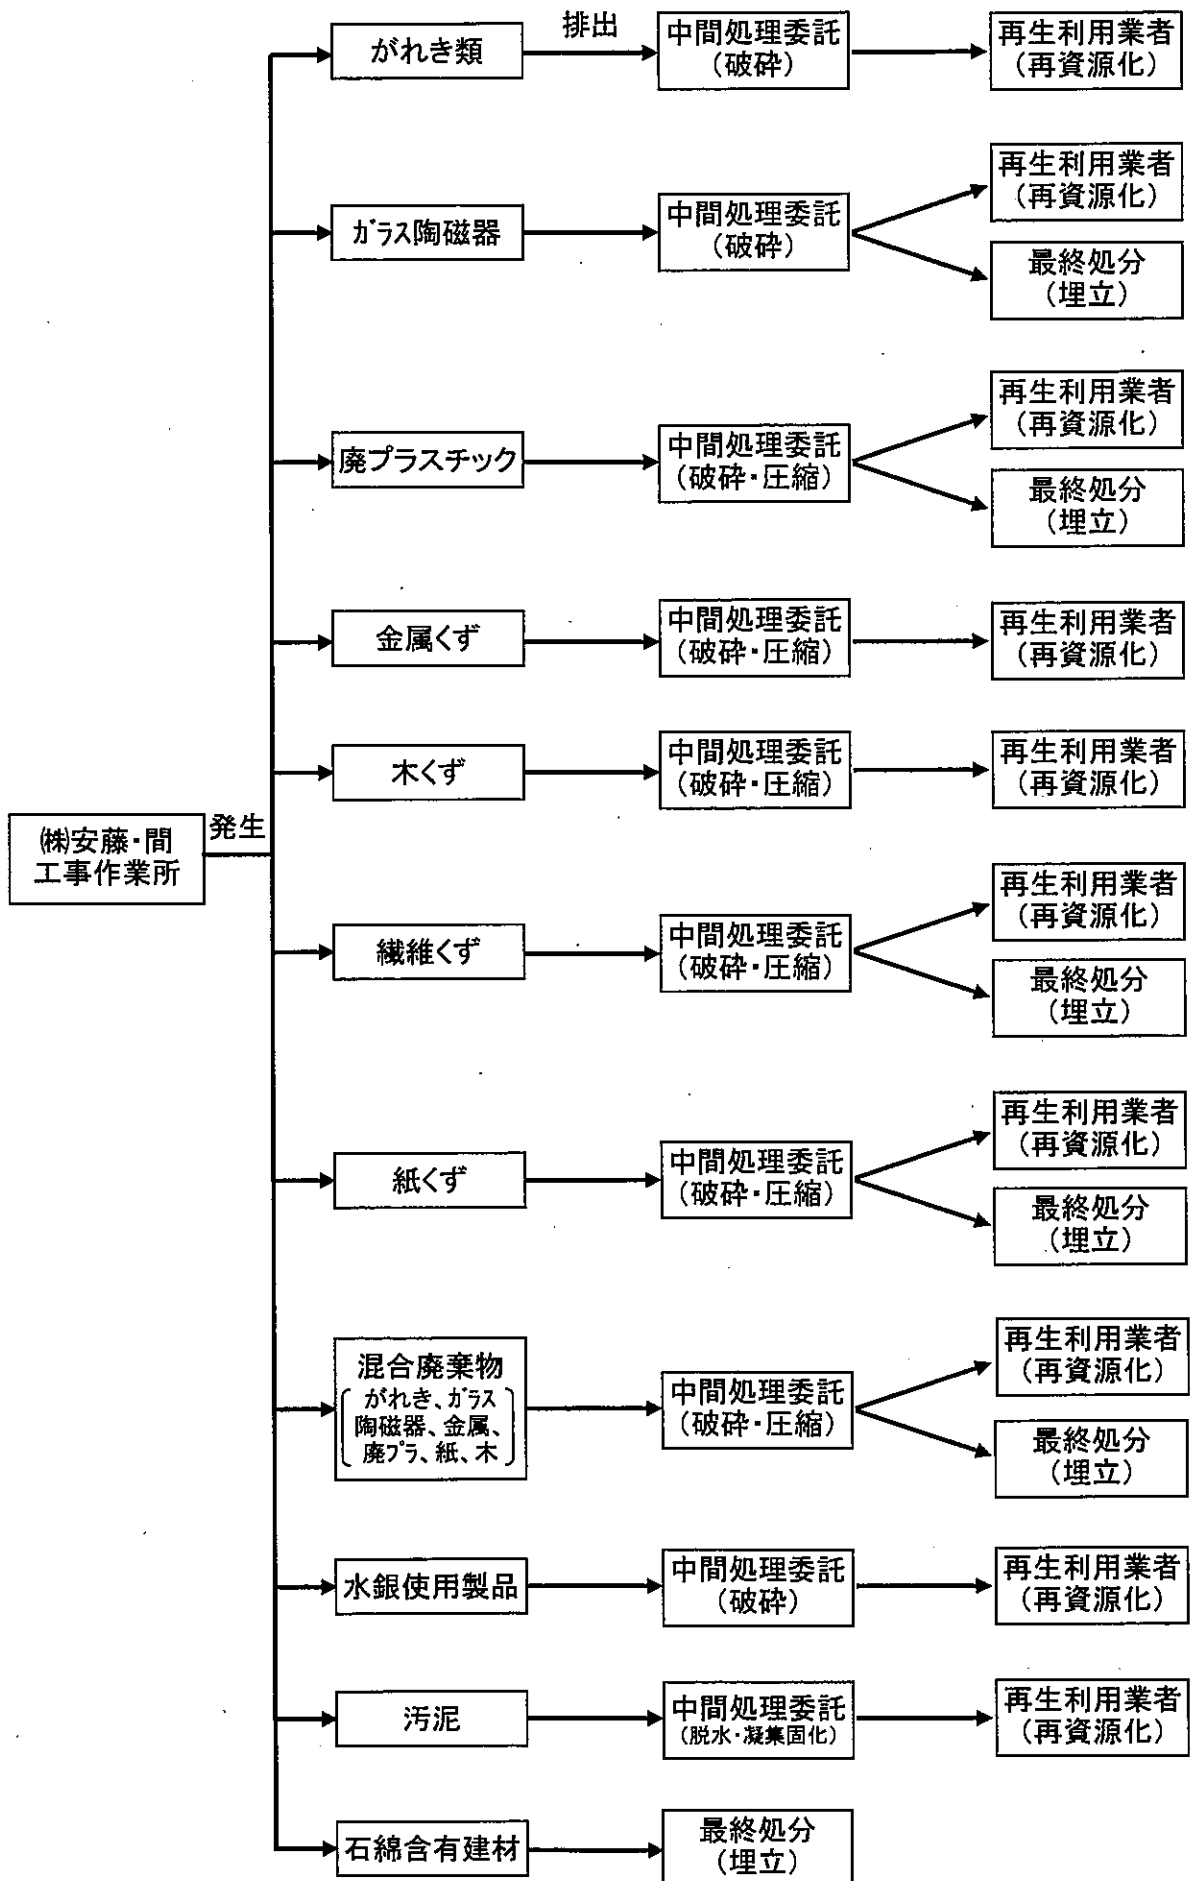 がれき類
排出
中間処理委託
(破砕)
再生利用業者
(再資源化)
ガラス陶磁器
中間処理委託
(破砕)
再生利用業者
(再資源化)
最終処分
(埋立)
廃プラスチック
中間処理委託
(破砕・圧縮)
再生利用業者
(再資源化)
最終処分
(埋立)
金属くず
中間処理委託
(破砕・圧縮)
再生利用業者
(再資源化)
木くず
中間処理委託
(破砕・圧縮)
再生利用業者
(再資源化)
㈱安藤・間
工事作業所
発生
繊維くず
中間処理委託
(破砕・圧縮)
再生利用業者
(再資源化)
最終処分
(埋立)
紙くず
中間処理委託
(破砕・圧縮)
再生利用業者
(再資源化)
最終処分
(埋立)
混合廃棄物
がれき、ガラス
陶磁器、金属、
廃プラ、紙、木
中間処理委託
(破砕・圧縮)
再生利用業者
(再資源化)
最終処分
(埋立)
水銀使用製品
中間処理委託
(破砕)
再生利用業者
(再資源化)
汚泥
中間処理委託
(脱水・凝集固化)
再生利用業者
(再資源化)
石綿含有建材
最終処分
(埋立)